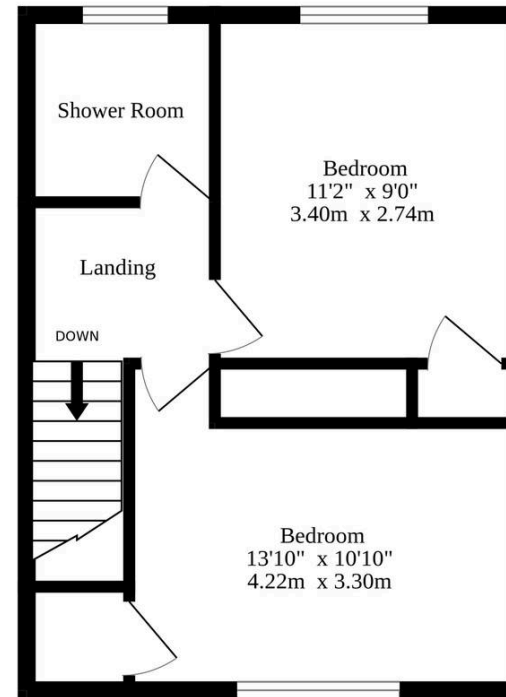 Shower Room
Bedroom
11'2" x 9'0"
3.40m x 2.74m
Landing
DOWN
Bedroom
13'10" x 10'10"
4.22m x 3.30m